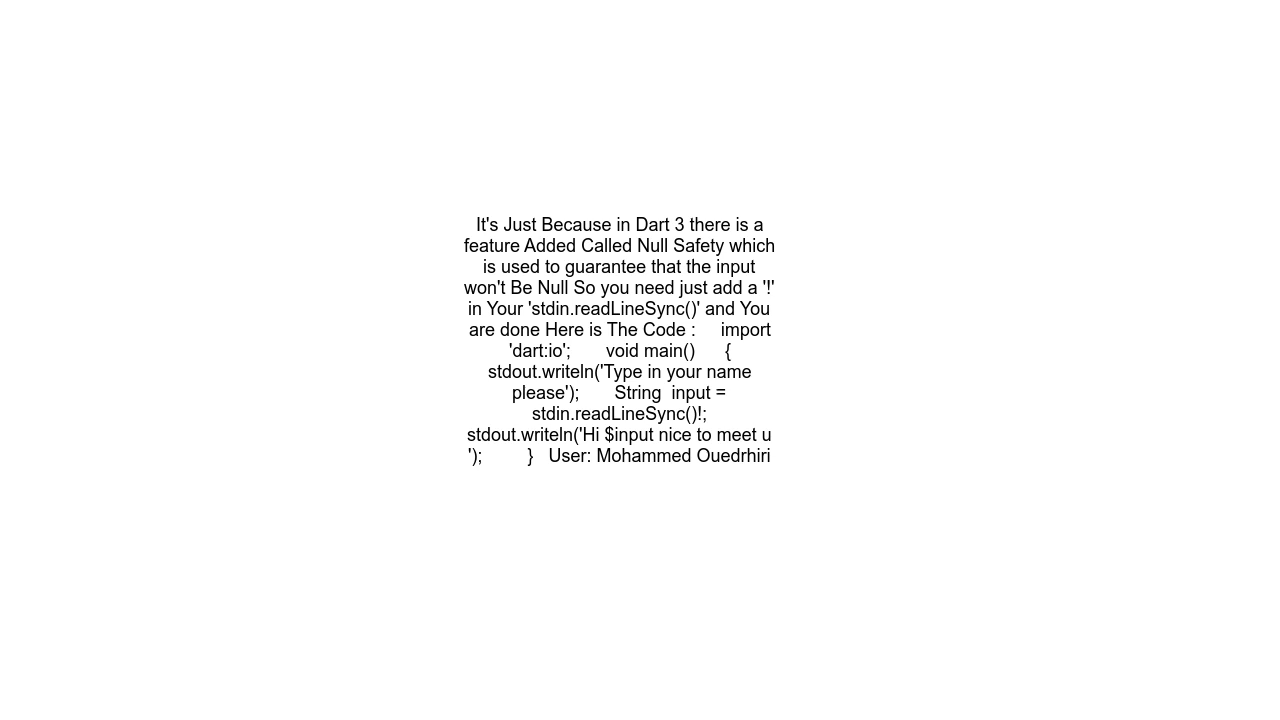 It's Just Because in Dart 3 there is a
feature Added Called Null Safety which
is used to guarantee that the input
won't Be Null So you need just add a '!'
in Your 'stdin.readLineSync()' and You
are done Here is The Code :     import
'dart:io';       void main()      {
stdout.writeln('Type in your name
please');       String  input =
stdin.readLineSync()!;
stdout.writeln('Hi $input nice to meet u
');         }   User: Mohammed Ouedrhiri